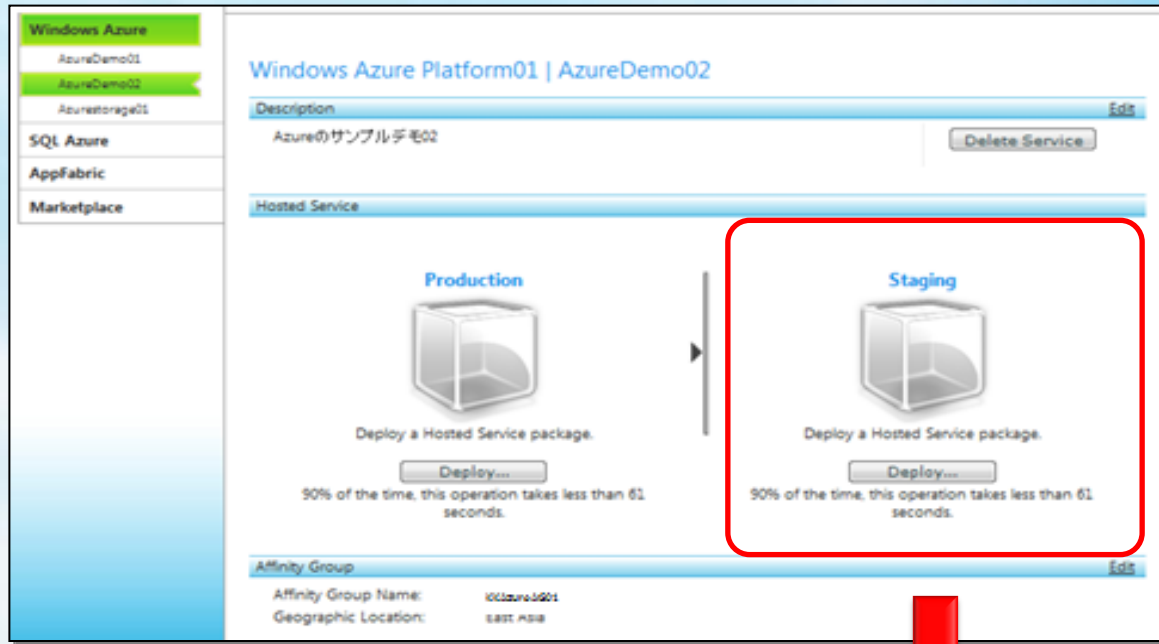 Windows Azure
AzureDemo01
AzureDemo02
Azurestorage01
SQL Azure
AppFabric
Marketplace
Windows Azure Platform01 | AzureDemo02
Description
Edit
Azureのサンプルデモ02
Delete Service
Hosted Service
Production
Deploy a Hosted Service package.
Deploy...
90% of the time, this operation takes less than 61
seconds.
Staging
Deploy a Hosted Service package.
Deploy...
90% of the time, this operation takes less than 61
seconds.
Affinity Group
Edit
Affinity Group Name:
Geographic Location: East Asia